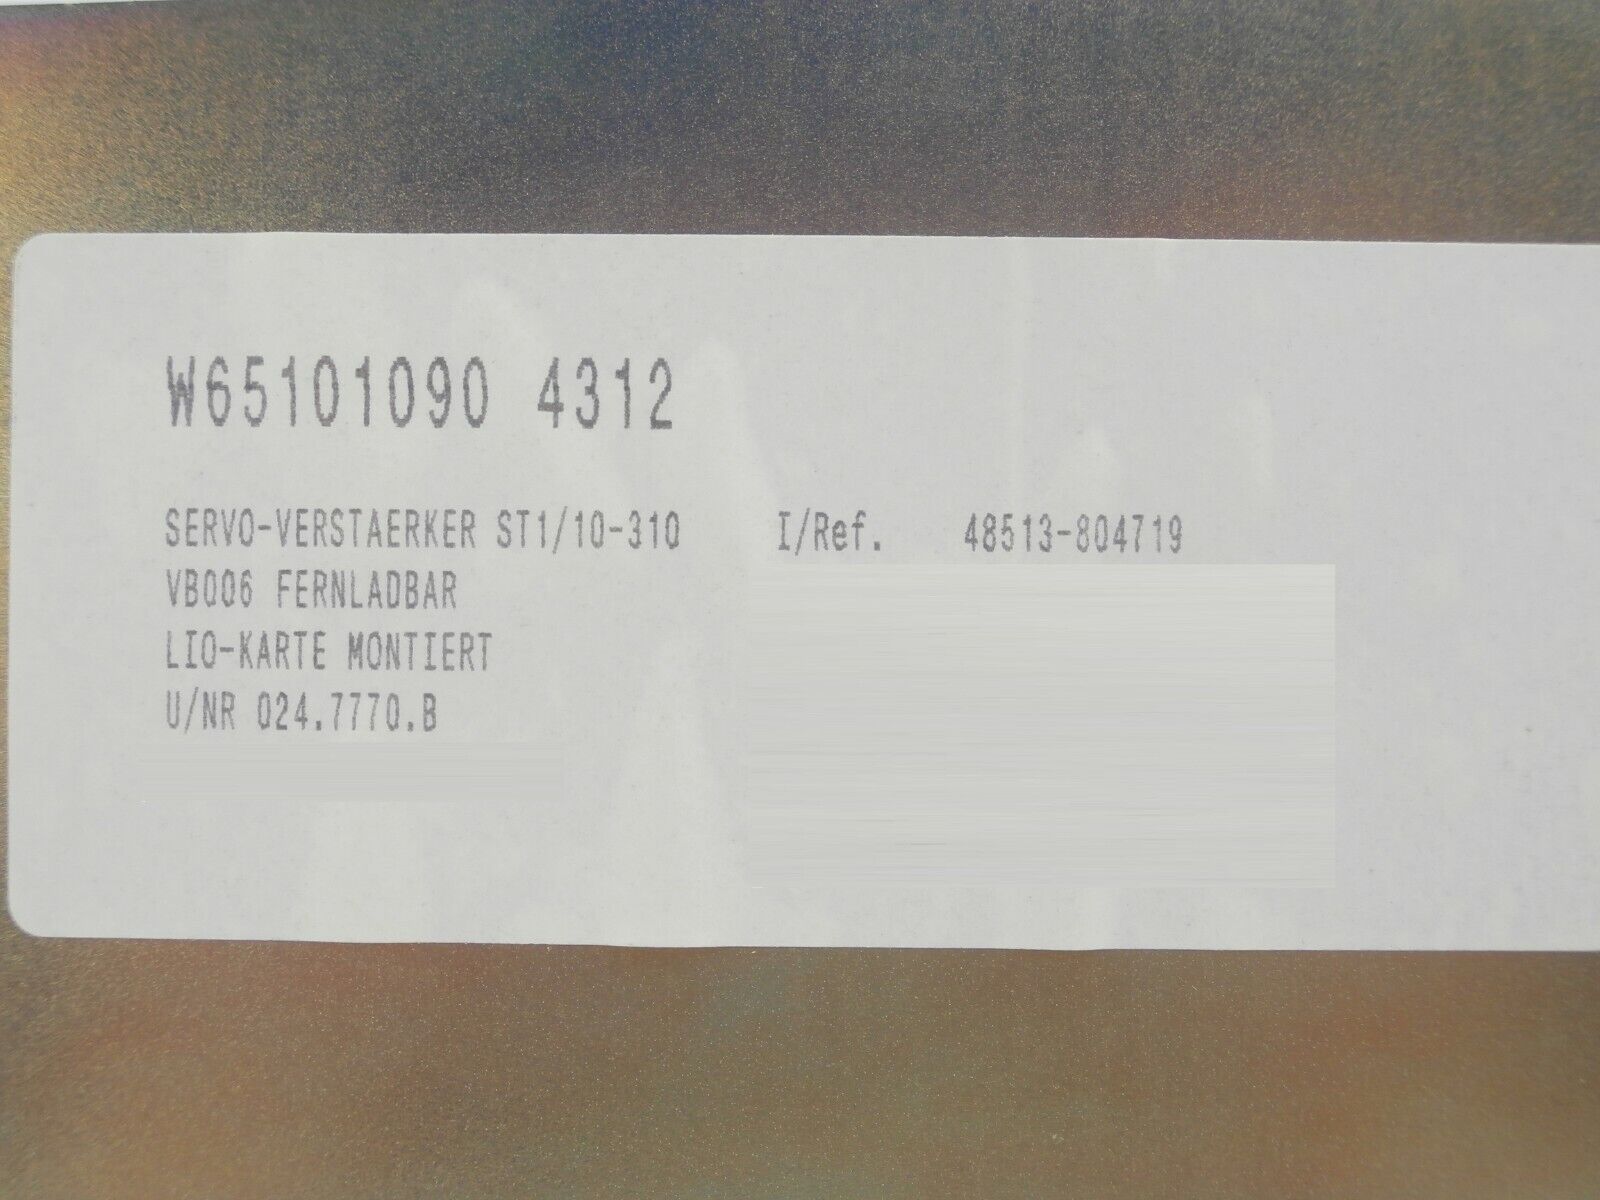 W65101090 4312
SERVO-VERSTAERKER ST1/10-310
VB006 FERNLADBAR
LIO-KARTE MONTIERT
U/NR 024.7770.B
I/Ref. 48513-804719